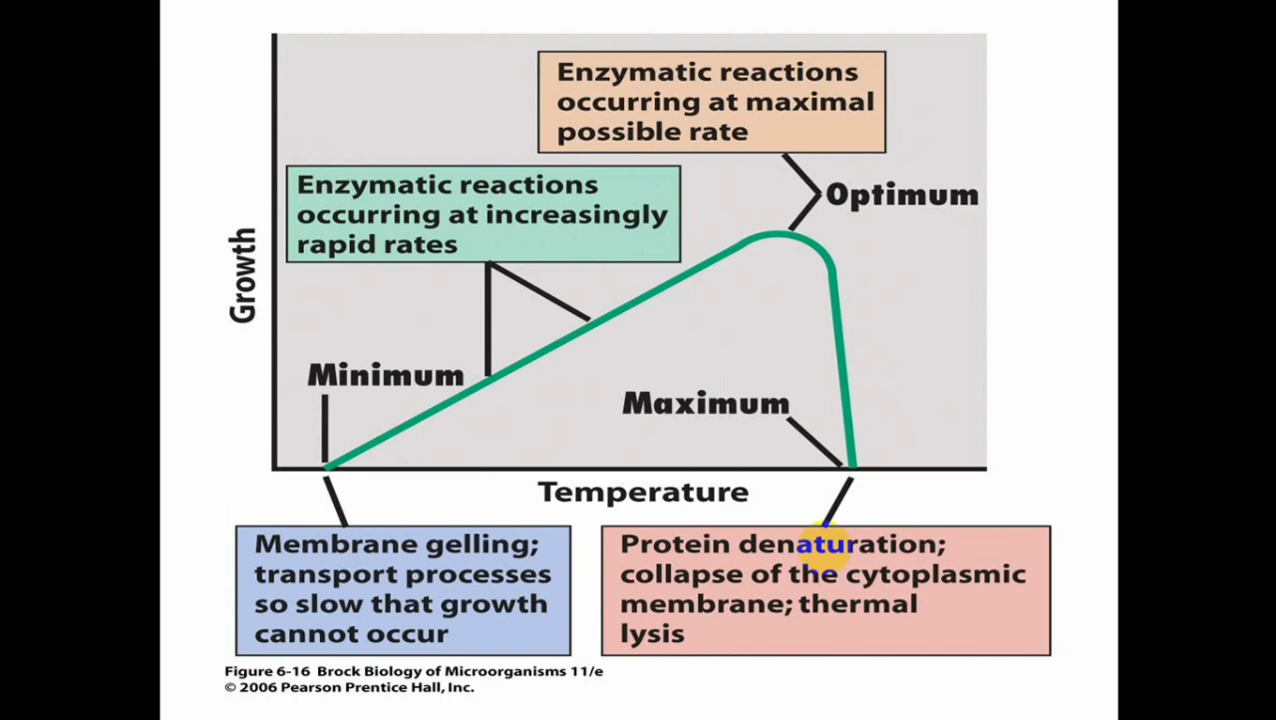 Enzymatic reactions
occurring at maximal
possible rate
Optimum
Enzymatic reactions
occurring at increasingly
rapid rates
Growth
Minimum
Maximum
Temperature
Membrane gelling;
transport processes
so slow that growth
cannot occur
Protein denaturation;
collapse of the cytoplasmic
membrane; thermal
lysis
Figure 6-16 Brock Biology of Microorganisms 11/e
© 2006 Pearson Prentice Hall, Inc.